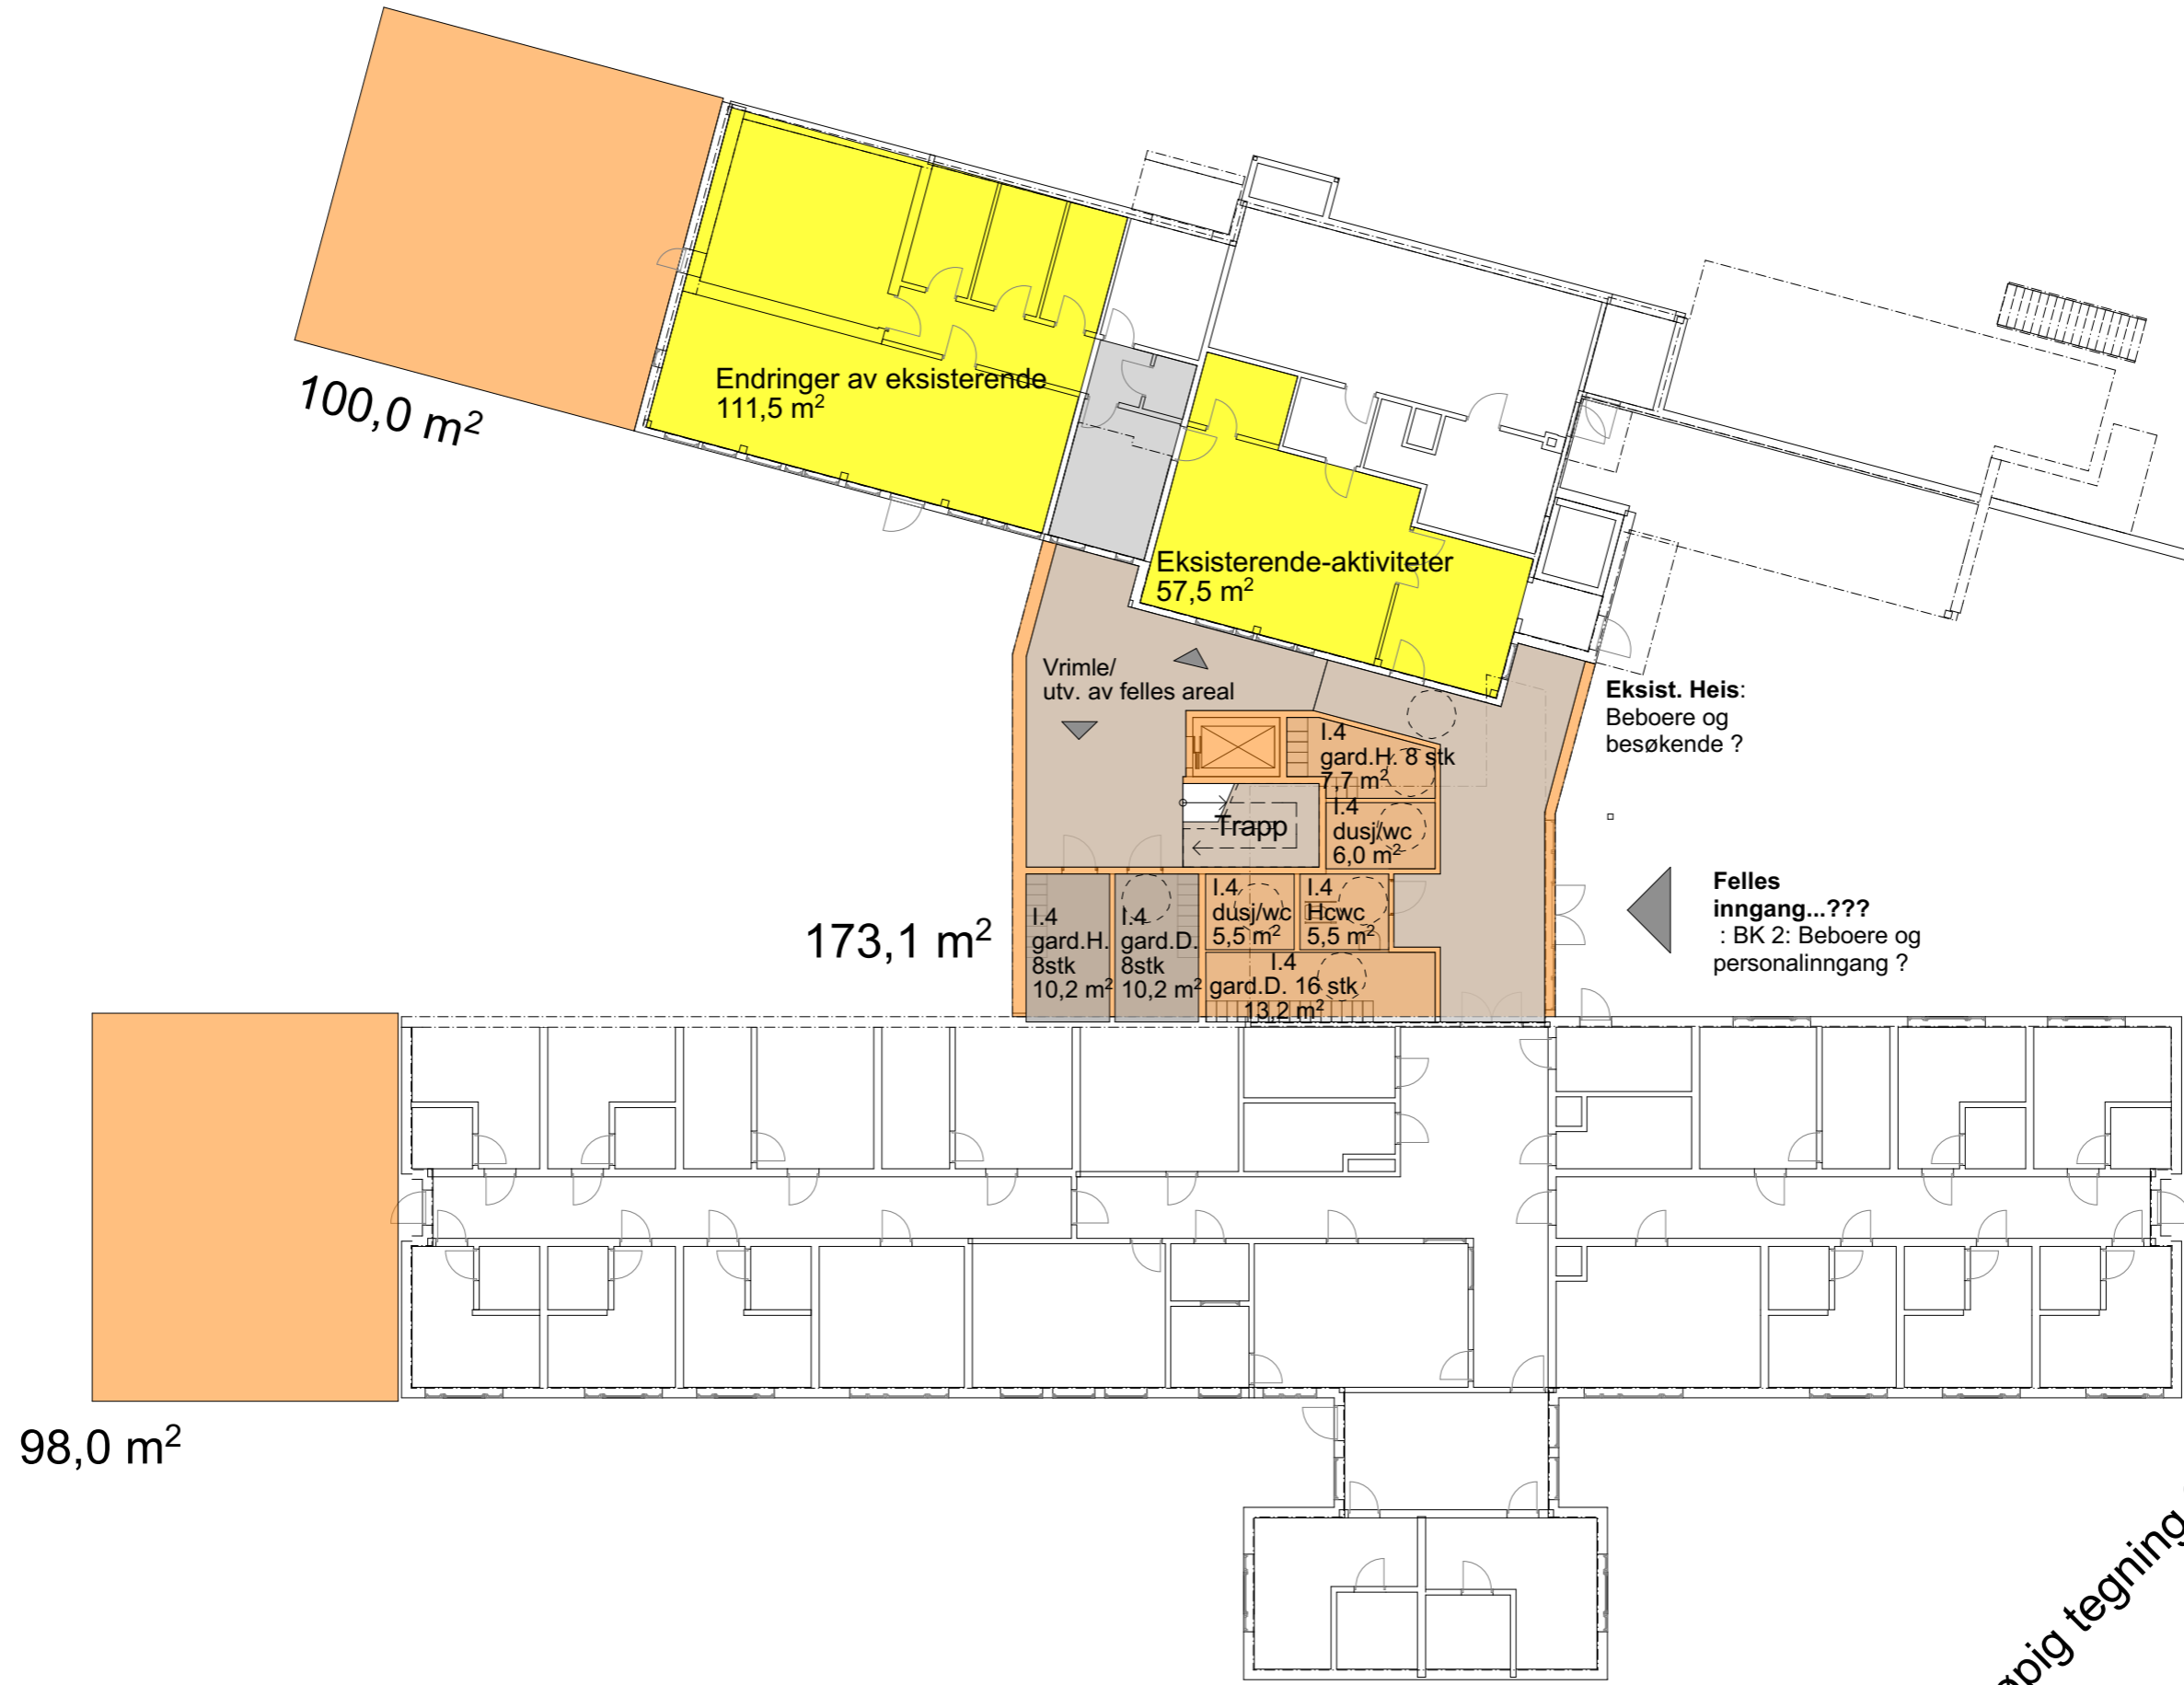 100,0 m²
Endringer av eksisterende
111,5 m²
Eksisterende-aktiviteter
57,5 m²
Vrimle/
utv. av felles areal
Eksist. Heis:
Beboere og
besøkende ?
I.4
gard.H. 8 stk
7,7 m²
Trapp
I.4
dusj/wc
6,0 m²
Felles
inngang...???
: BK 2: Beboere og
personalinngang ?
173,1 m²
I.4
gard.H.
8stk
10,2 m²
I.4
gard.D.
8stk
10,2 m²
I.4
dusj/wc
5,5 m²
I.4
Hcwc
5,5 m²
I.4
gard.D. 16 stk
13,2 m²
98,0 m²
tegning